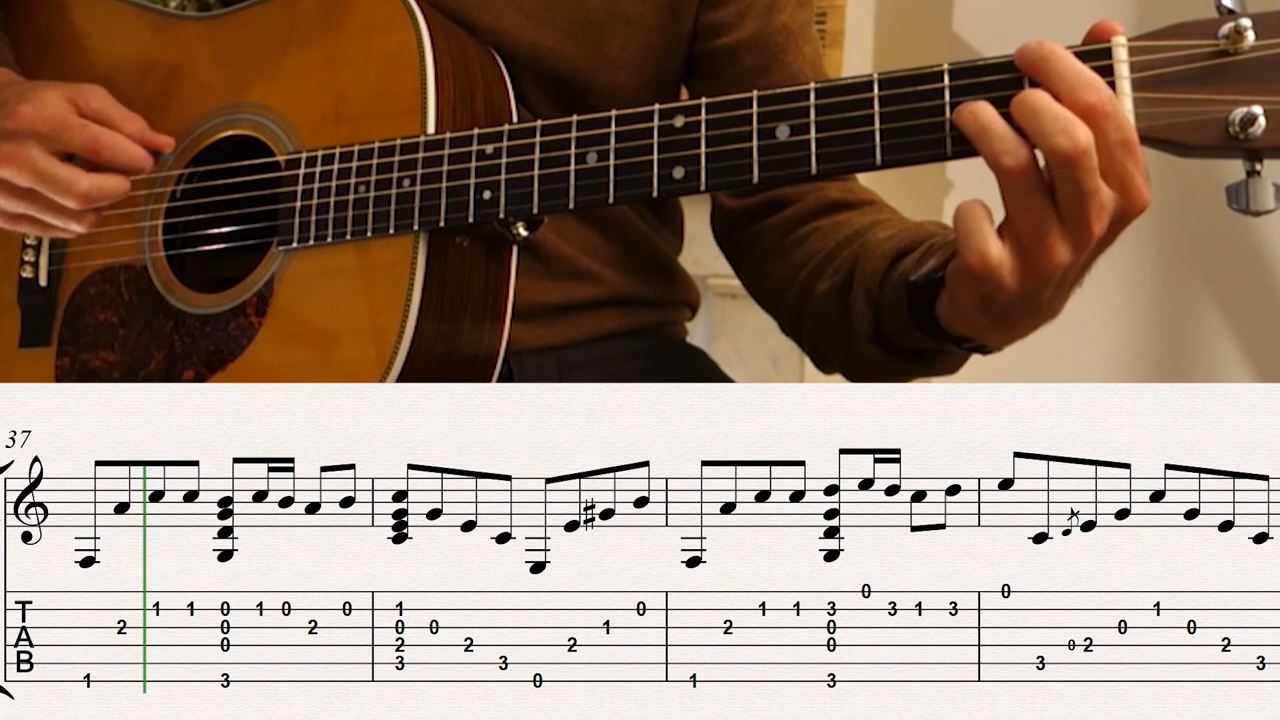 37
0 0
T 1 1 0 1 0 0 1 0 1 1 3 3 1 3 1
A 2 0 2 0 0 1 2 0 0 0
0 2 2 2 0 0 2 2
B 3 3 3 3
1 3 0 1 3